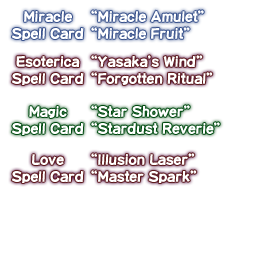 Miracle “Miracle Amulet”
Spell Card “Miracle Fruit”
Esoterica “Yasaka's Wind”
Spell Card “Forgotten Ritual”
Magic “Star Shower”
Spell Card “Stardust Reverie”
Love “Illusion Laser”
Spell Card “Master Spark”